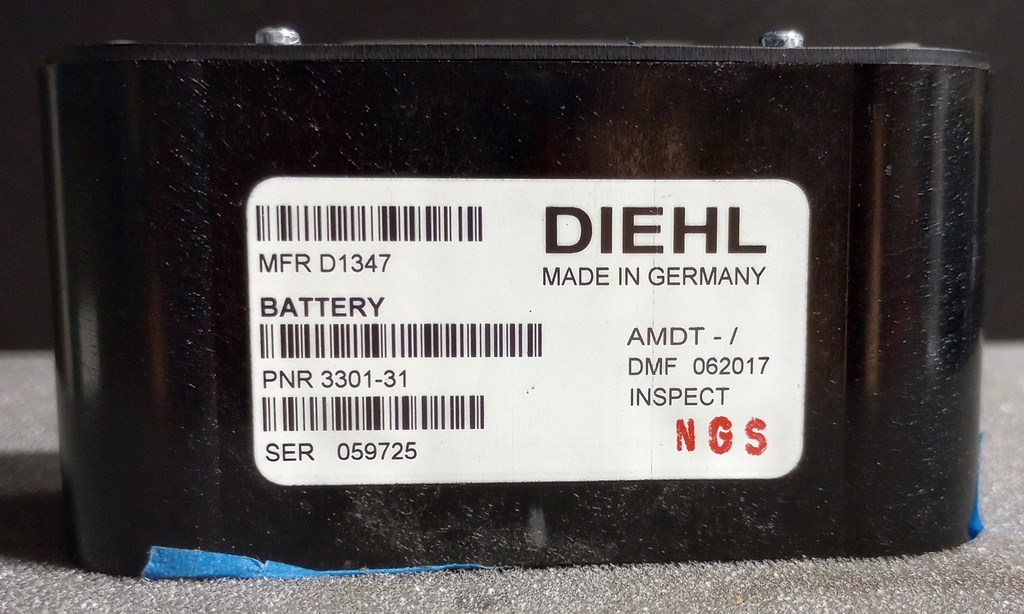 DIEHL
MADE IN GERMANY
MFR D1347
BATTERY
PNR 3301-31
SER 059725
AMDT - /
DMF 062017
INSPECT
NGS